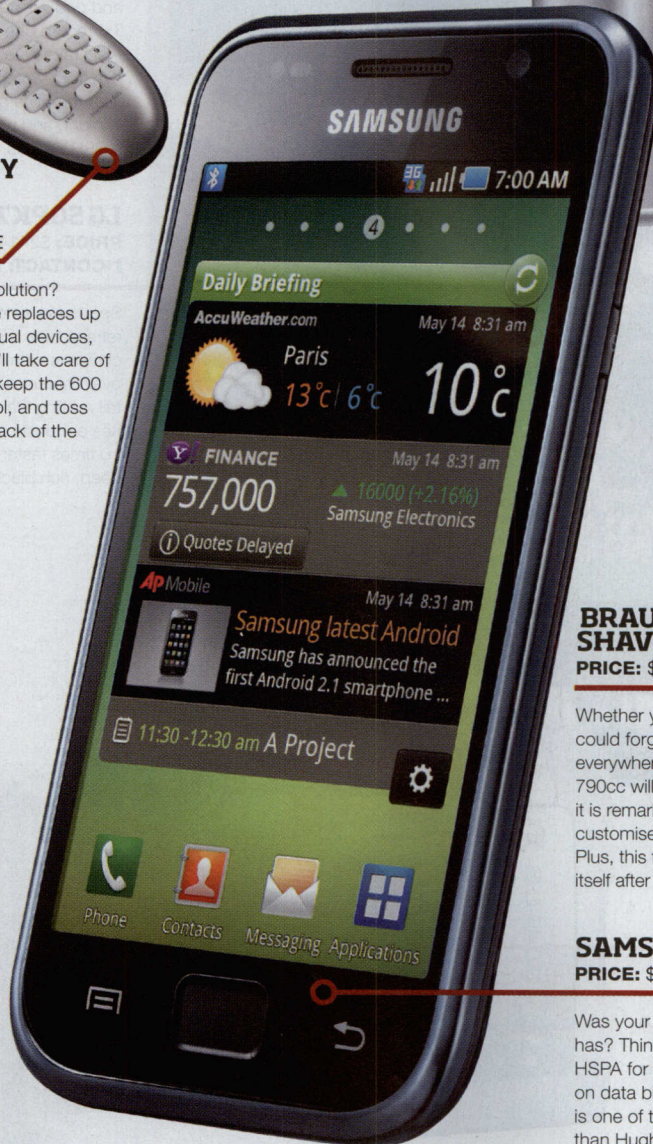 Y
olution?
replaces up
ual devices,
'll take care of
keep the 600
ol, and toss
ack of the
SAMSUNG
3G 7:00 AM
4
Daily Briefing
AccuWeather.com May 14 8:31 am
Paris
13°c 6°c 10°c
Y! FINANCE May 14 8:31 am
757,000 ▲ 16000 (+2.16%)
Samsung Electronics
Quotes Delayed
AP Mobile May 14 8:31 am
Samsung latest Android
Samsung has announced the
first Android 2.1 smartphone ...
11:30 -12:30 am A Project
Phone Contacts Messaging Applications
BRAU
SHAV
PRICE: $
Whether y
could forg
everywher
790cc will
it is remar
customise
Plus, this
itself after
SAMS
PRICE: $
Was your
has? Thin
HSPA for
on data b
is one of t
than Hugh